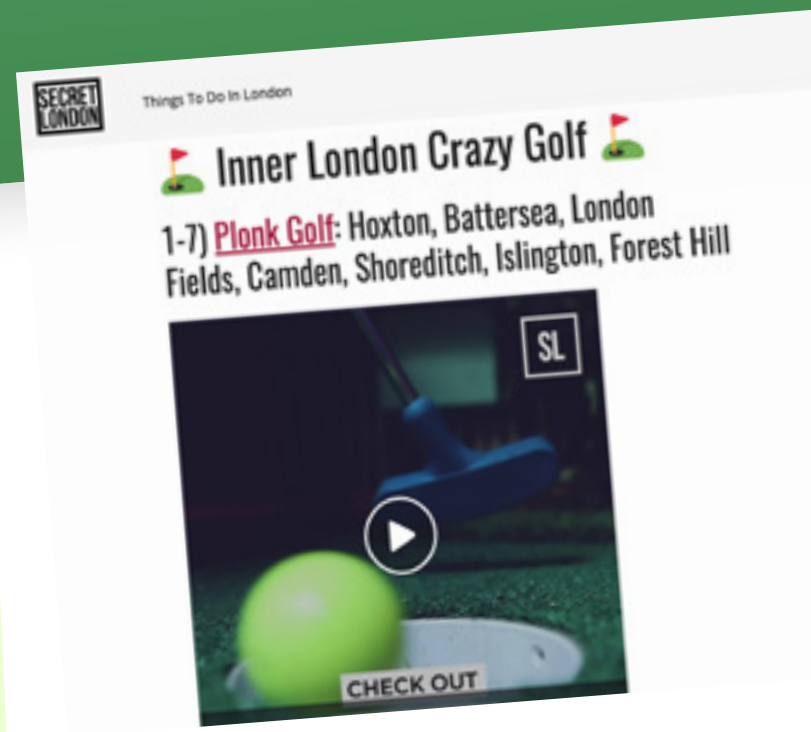 SECRET
LONDON
Things To Do In London
Inner London Crazy Golf
1-7) Plonk Golf: Hoxton, Battersea, London
Fields, Camden, Shoreditch, Islington, Forest Hill
SL
CHECK OUT